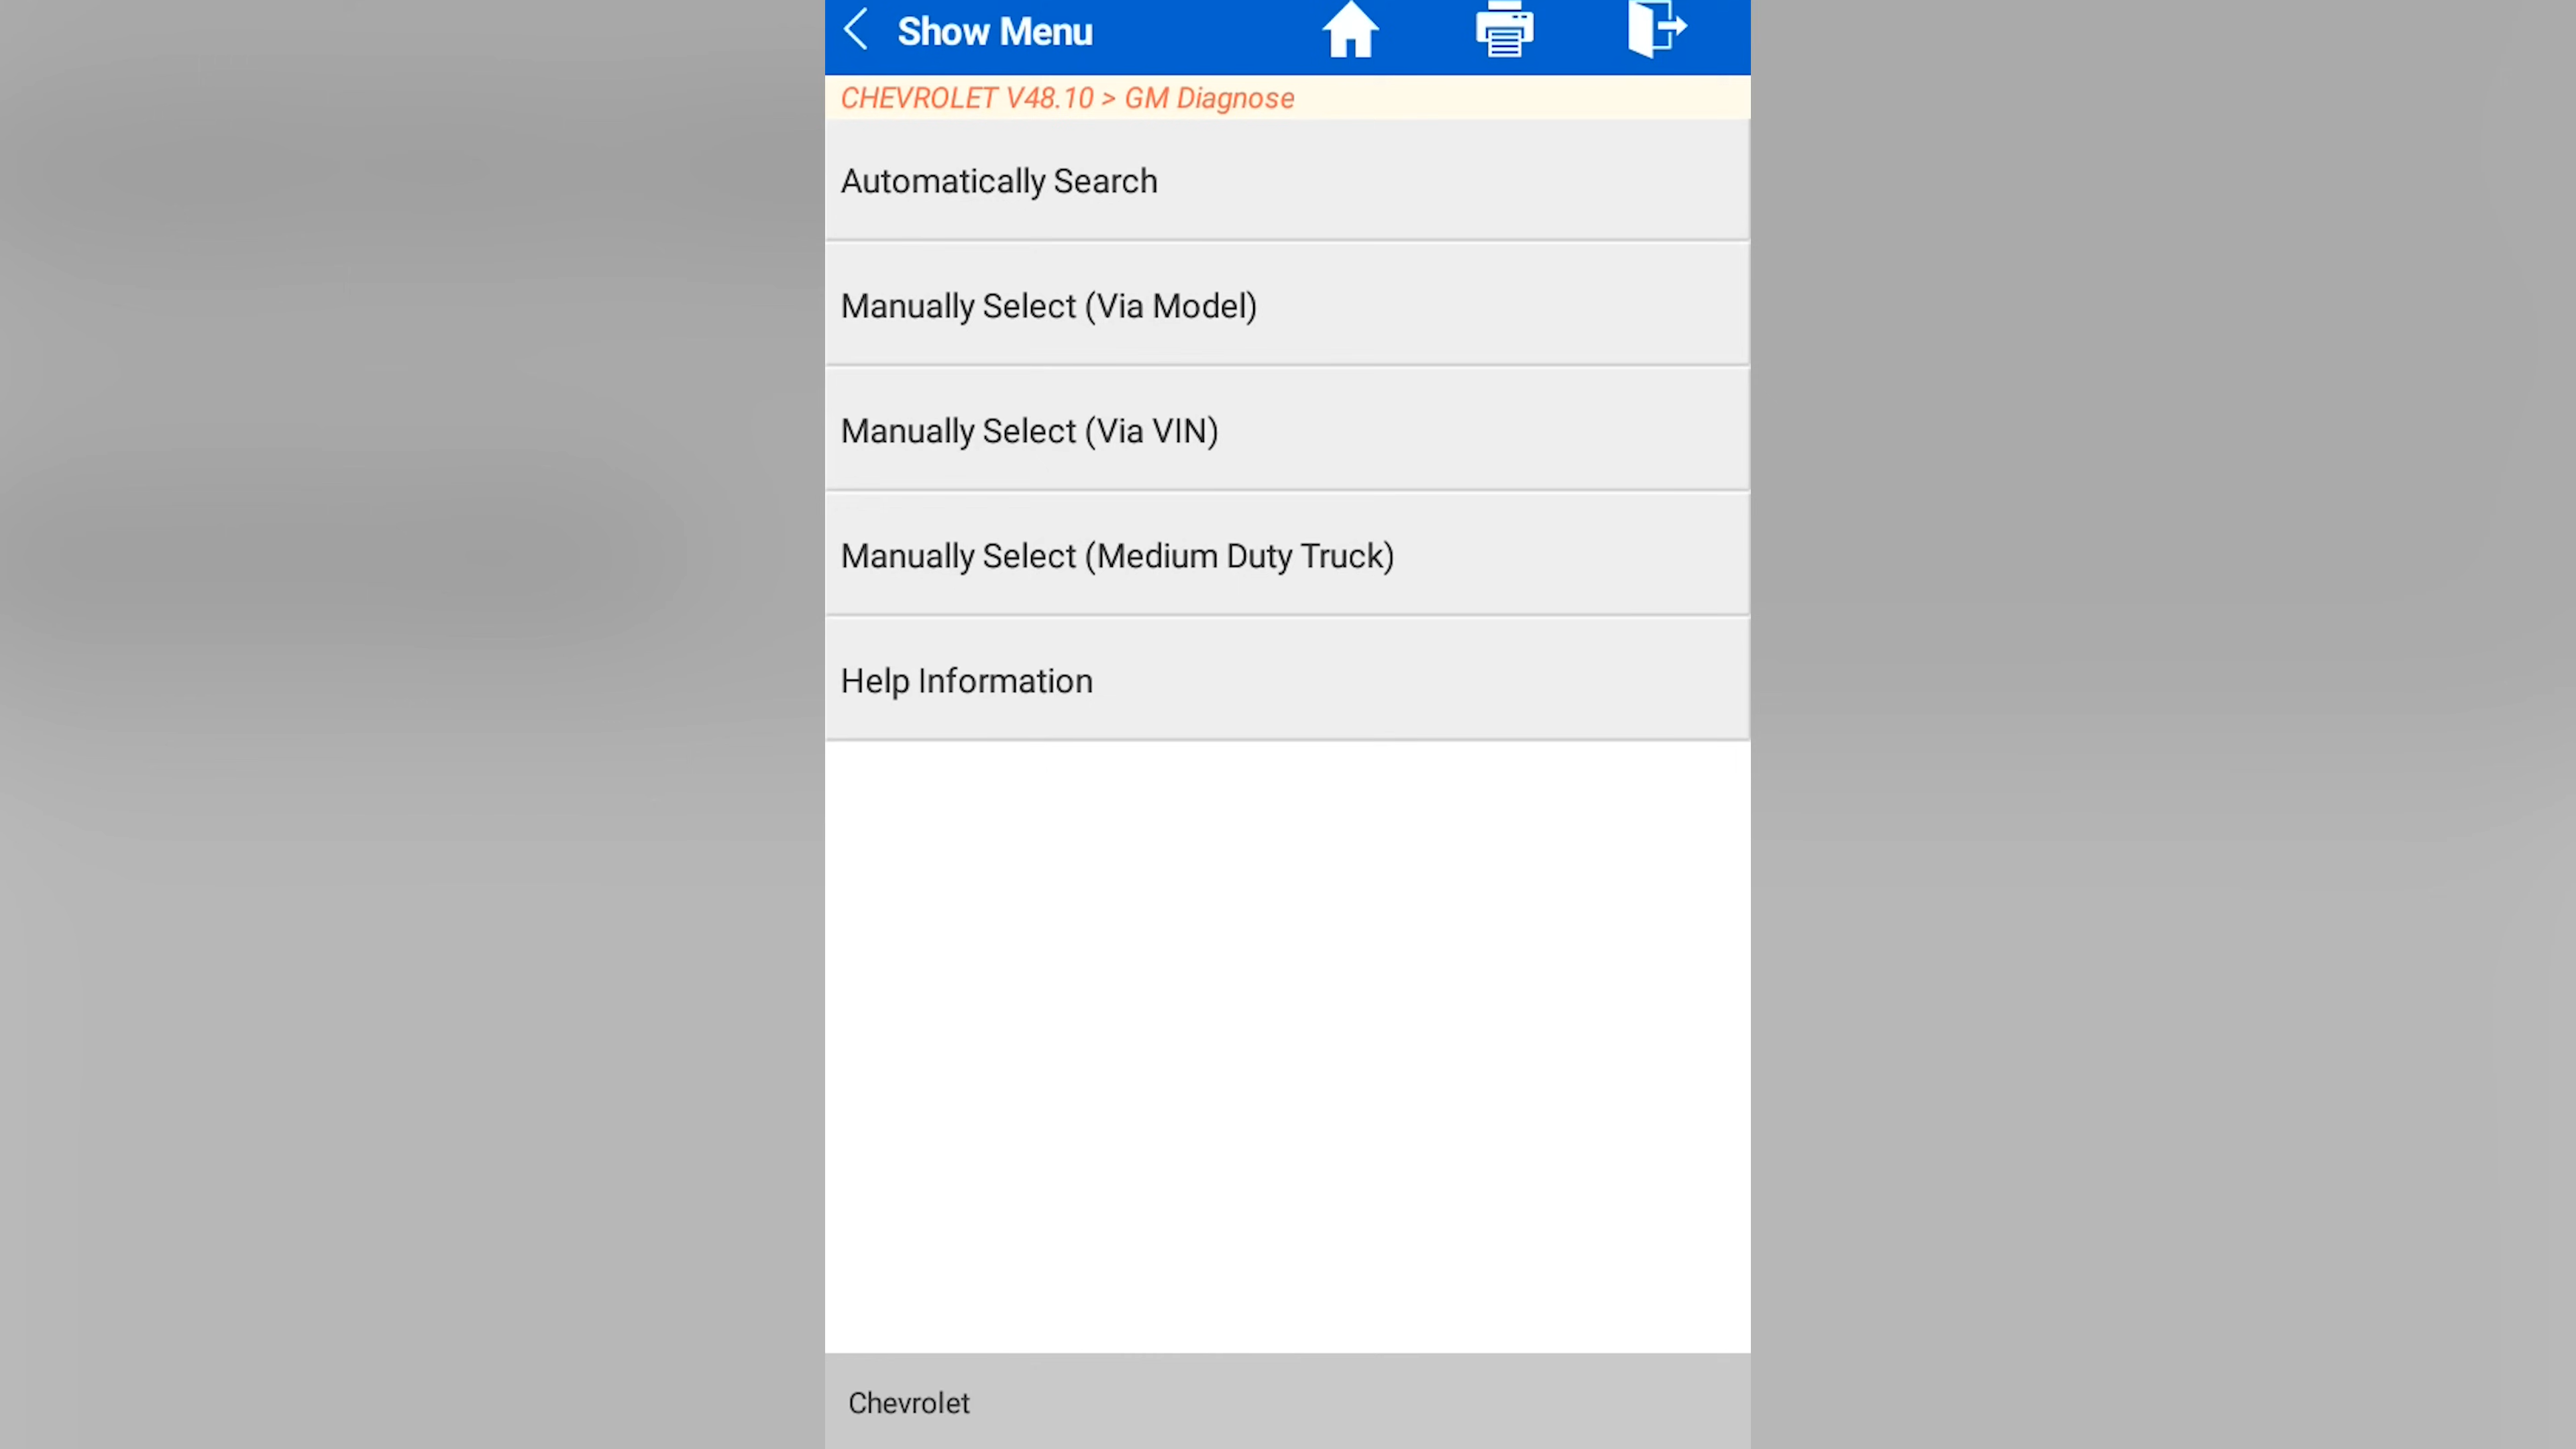 Show Menu
CHEVROLET V48.10 > GM Diagnose
Automatically Search
Manually Select (Via Model)
Manually Select (Via VIN)
Manually Select (Medium Duty Truck)
Help Information
Chevrolet